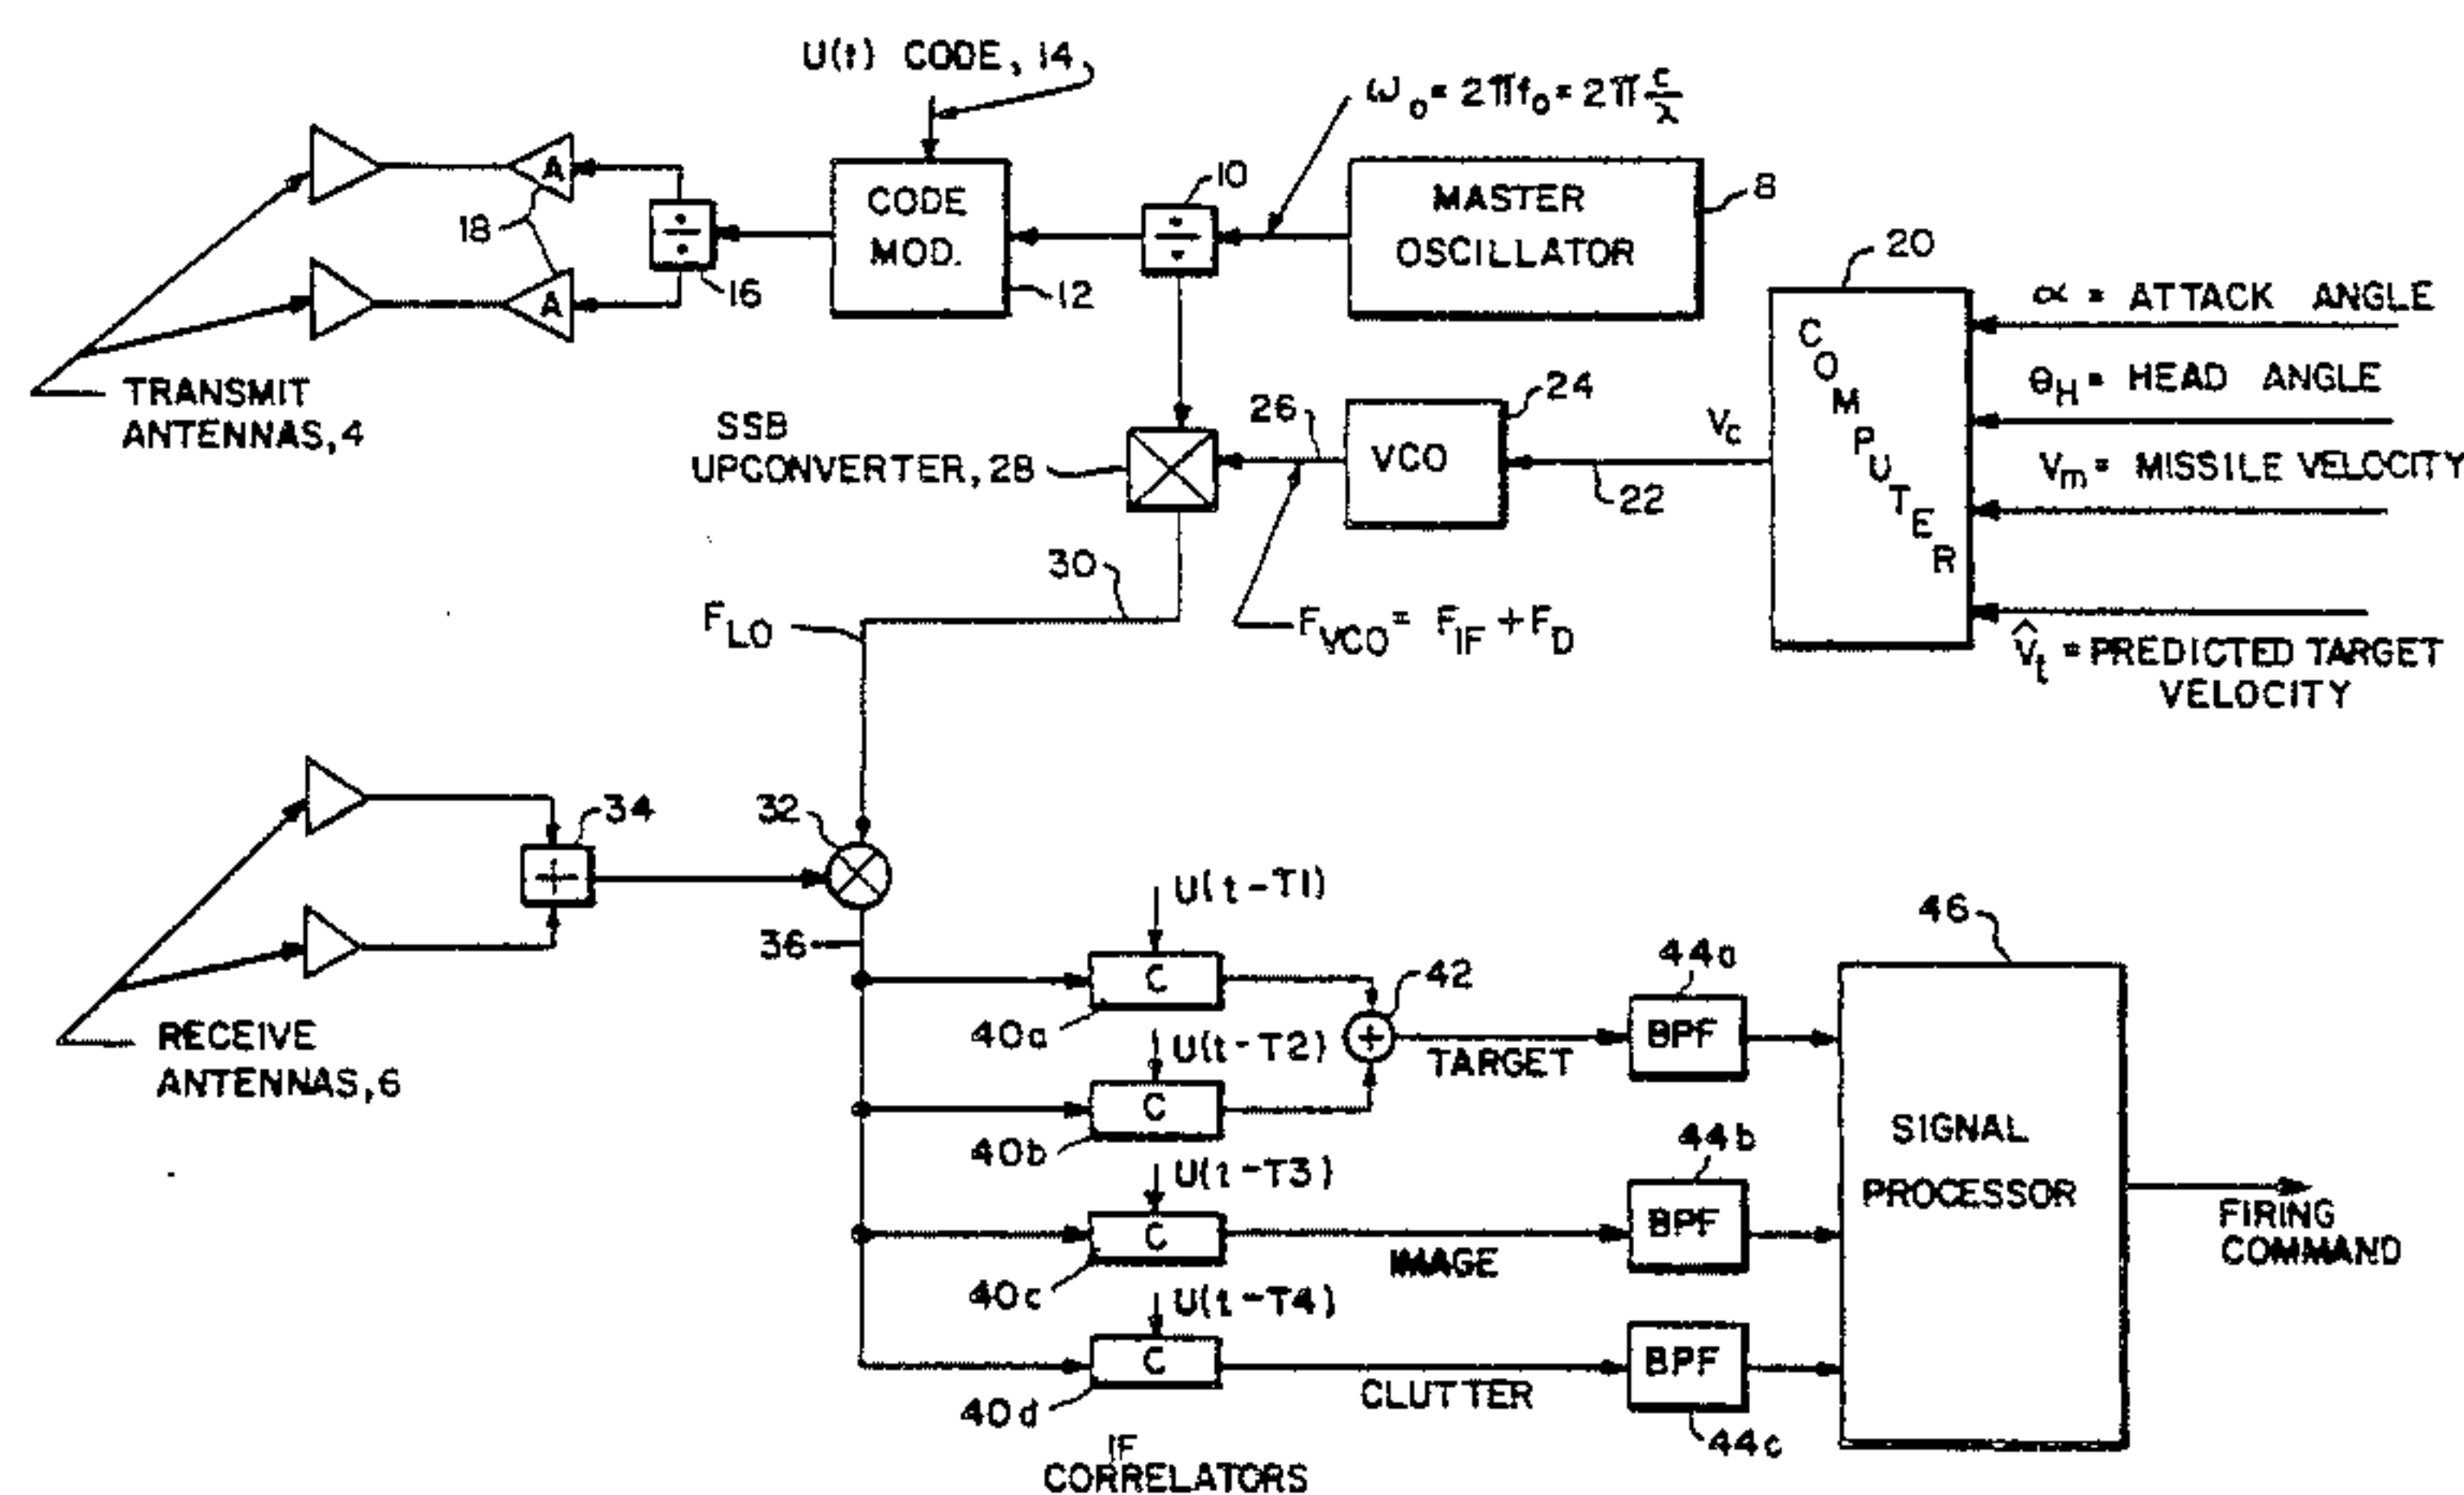 U(t) CODE, 14
ω₀ = 2πf₀ = 2π c/λ
CODE
MOD.
12
10
MASTER
OSCILLATOR
8
A
A
18
16
TRANSMIT
ANTENNAS, 4
20
COMPUTER
α = ATTACK ANGLE
θH = HEAD ANGLE
Vm = MISSILE VELOCITY
V̂t = PREDICTED TARGET
VELOCITY
SSB
UPCONVERTER, 28
26
VCO
24
Vc
22
30
FLO
FVCO = FIF + FD
34
32
36
RECEIVE
ANTENNAS, 6
U(t-T1)
C
40a
U(t-T2)
C
40b
U(t-T3)
C
40c
U(t-T4)
C
40d
IF
CORRELATORS
42
TARGET
IMAGE
CLUTTER
44a
BPF
44b
BPF
BPF
44c
46
SIGNAL
PROCESSOR
FIRING
COMMAND